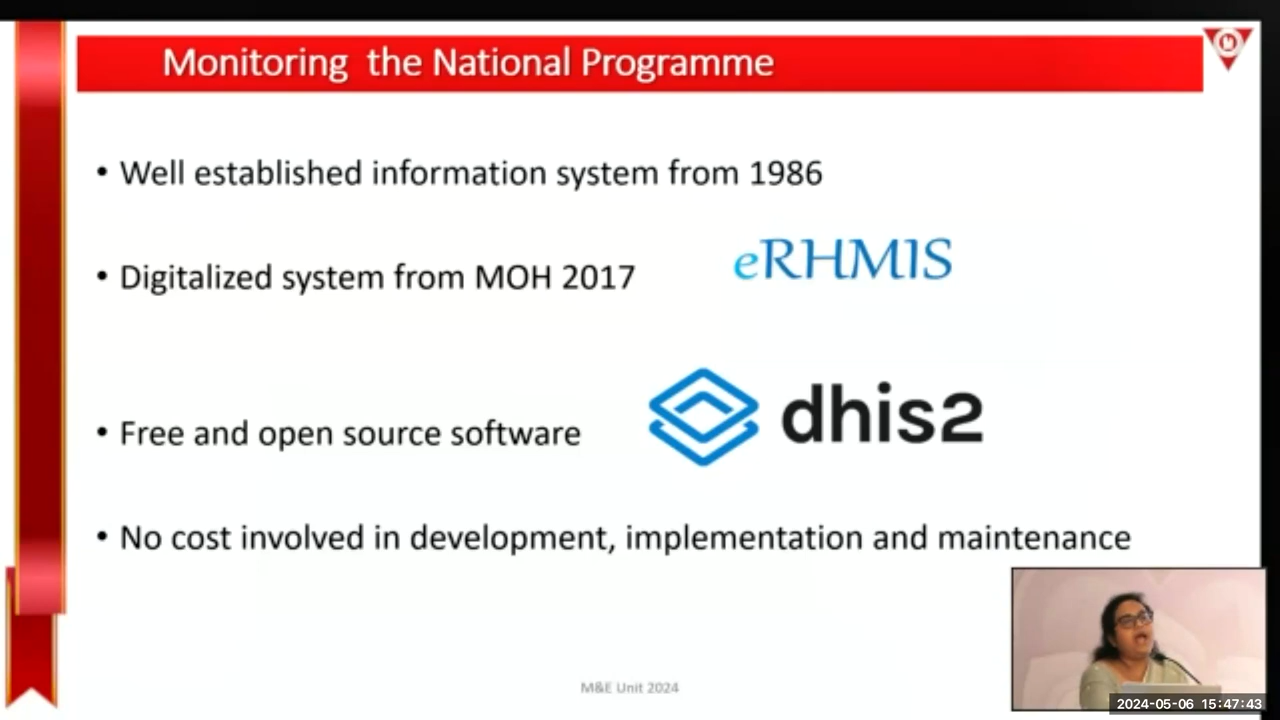 Monitoring the National Programme
• Well established information system from 1986
eRHMIS
• Digitalized system from MOH 2017
dhis2
• Free and open source software
• No cost involved in development, implementation and maintenance
M&E Unit 2024
2024-05-06 15:47:43